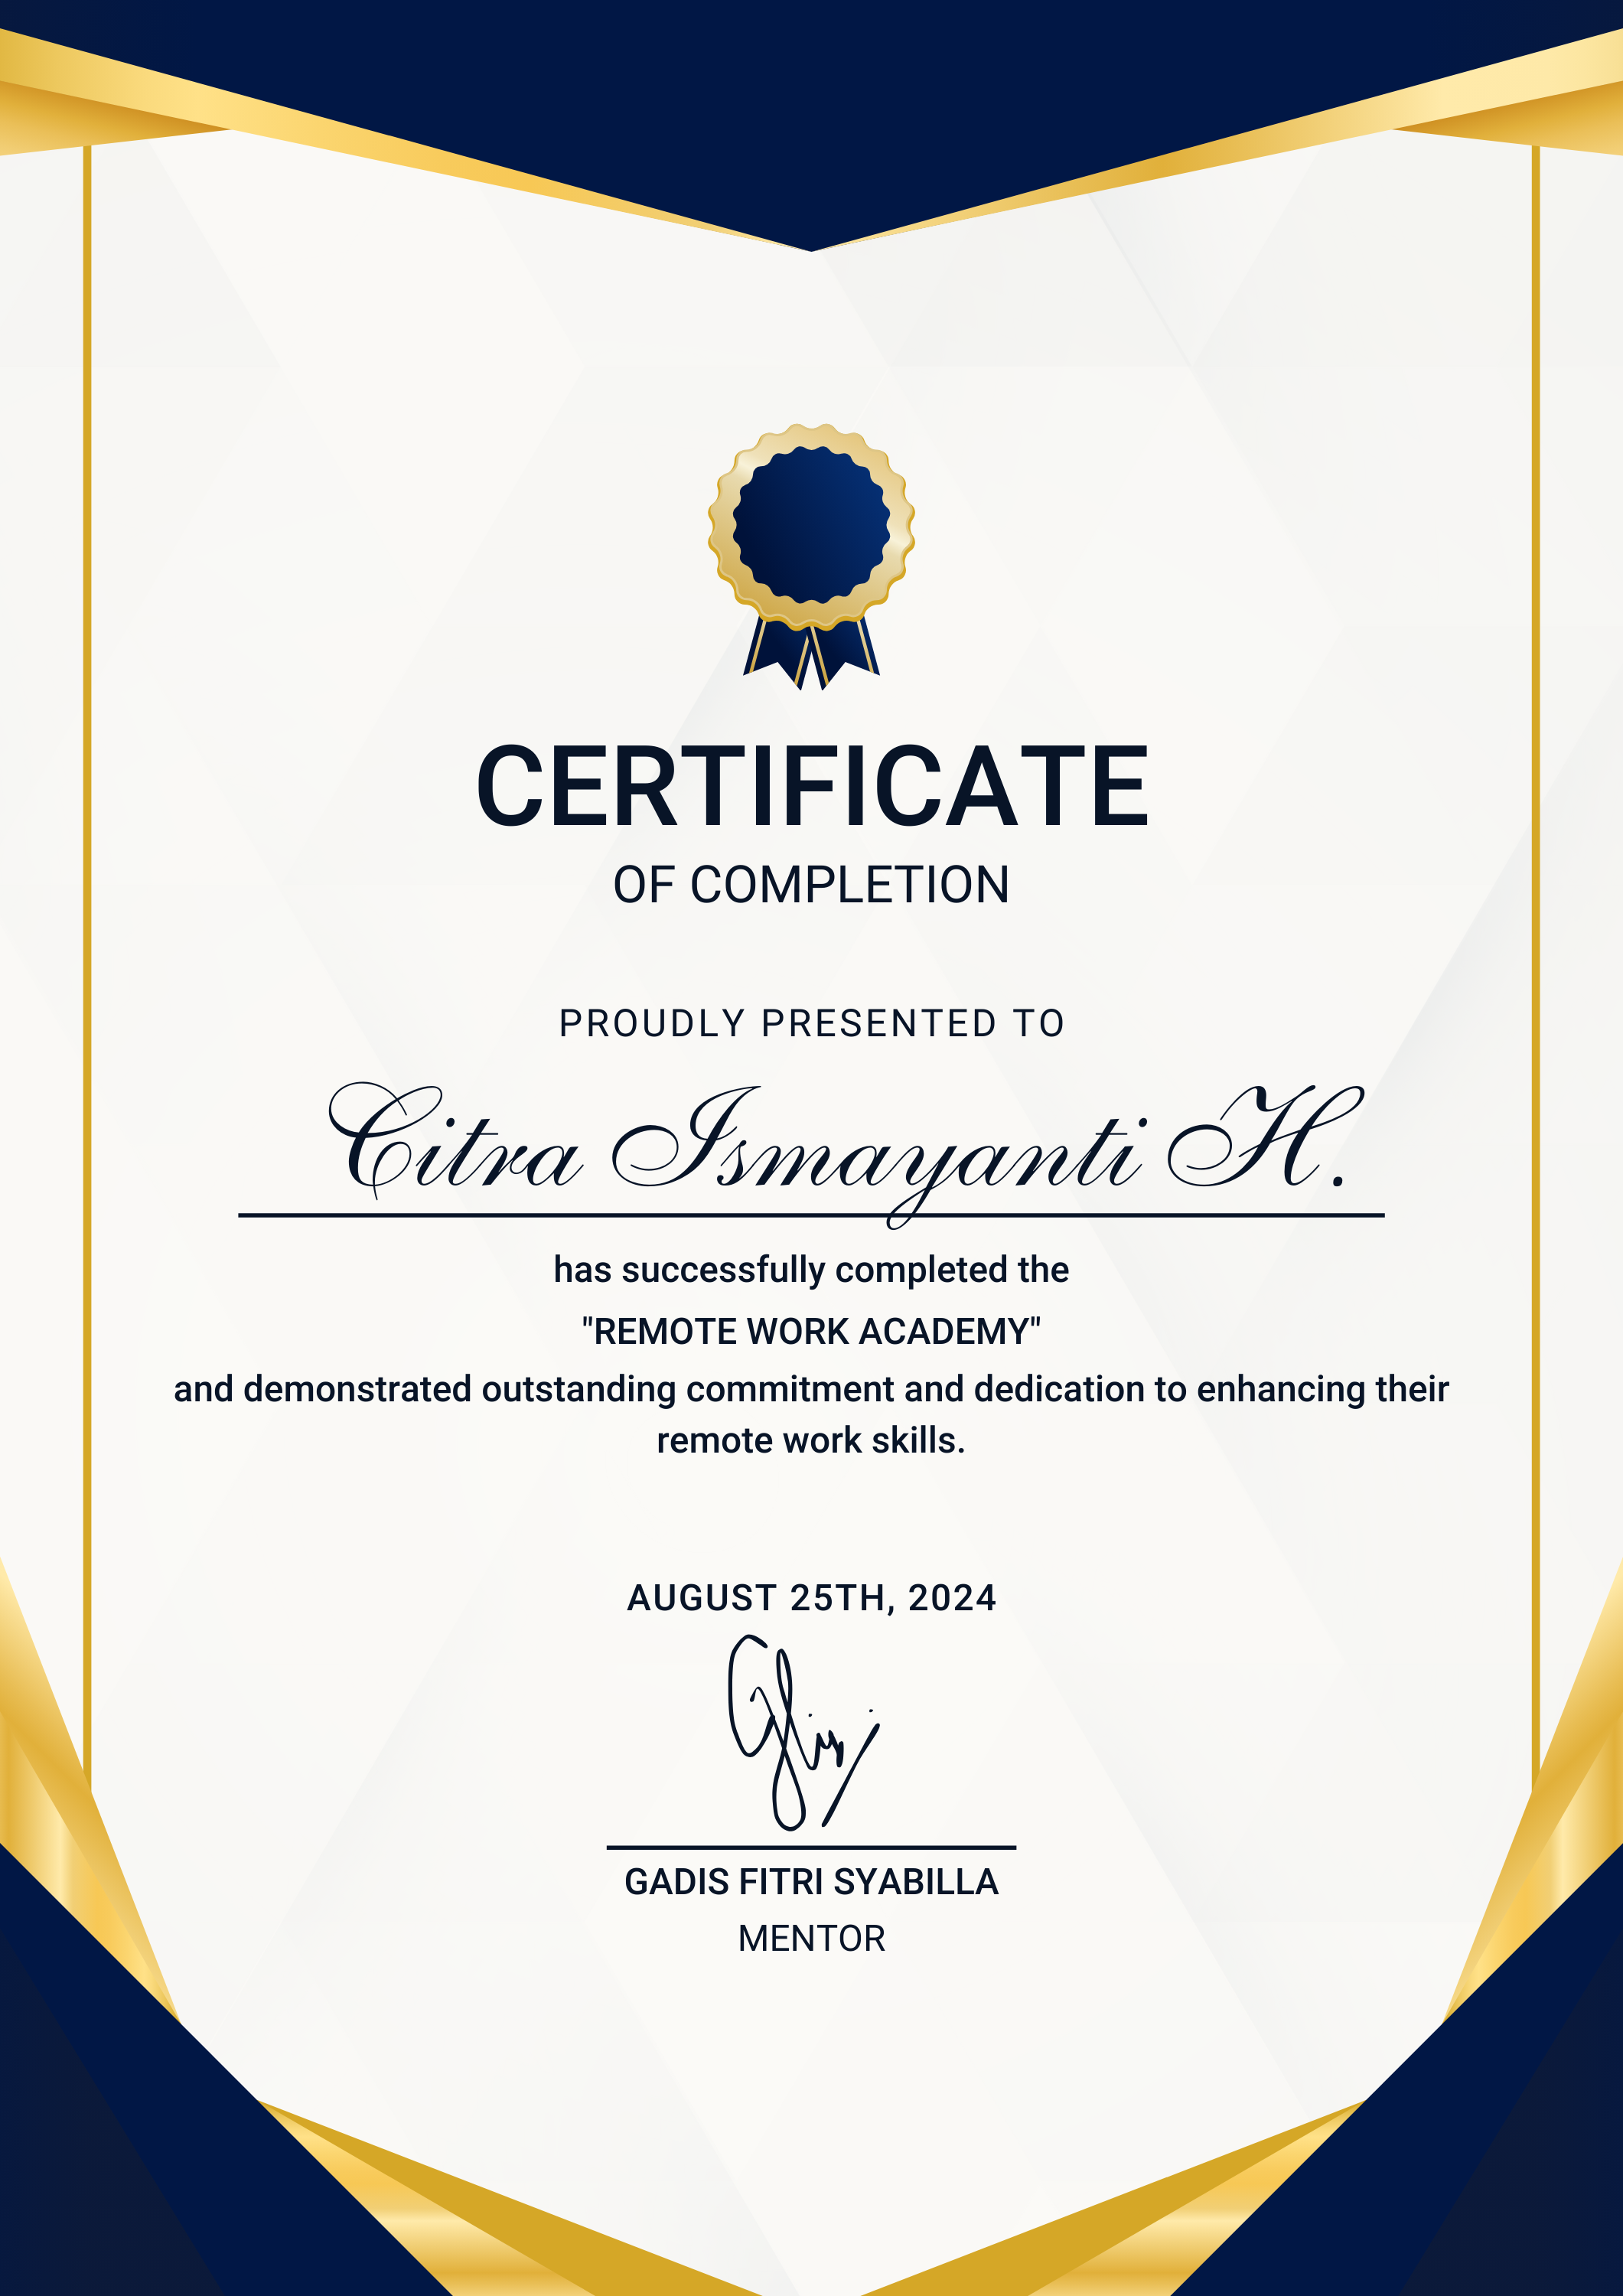 CERTIFICATE
OF COMPLETION
PROUDLY PRESENTED TO
Citra Ismayanti H.
has successfully completed the
"REMOTE WORK ACADEMY"
and demonstrated outstanding commitment and dedication to enhancing their
remote work skills.
AUGUST 25TH, 2024
GADIS FITRI SYABILLA
MENTOR